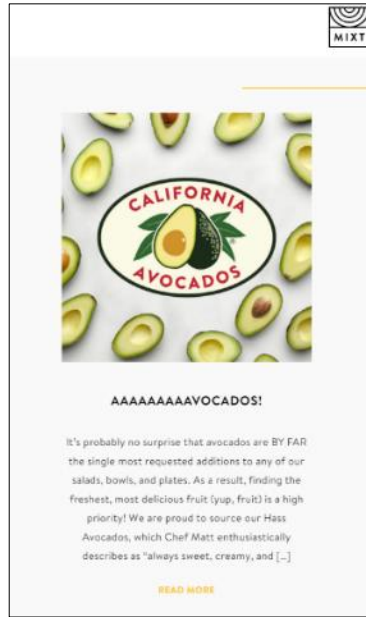 MIXT
CALIFORNIA
AVOCADOS
®
AAAAAAAAAVOCADOS!
It's probably no surprise that avocados are BY FAR
the single most requested additions to any of our
salads, bowls, and plates. As a result, finding the
freshest, most delicious fruit (yup, fruit) is a high
priority! We are proud to source our Hass
Avocados, which Chef Matt enthusiastically
describes as "always sweet, creamy, and [...]
READ MORE